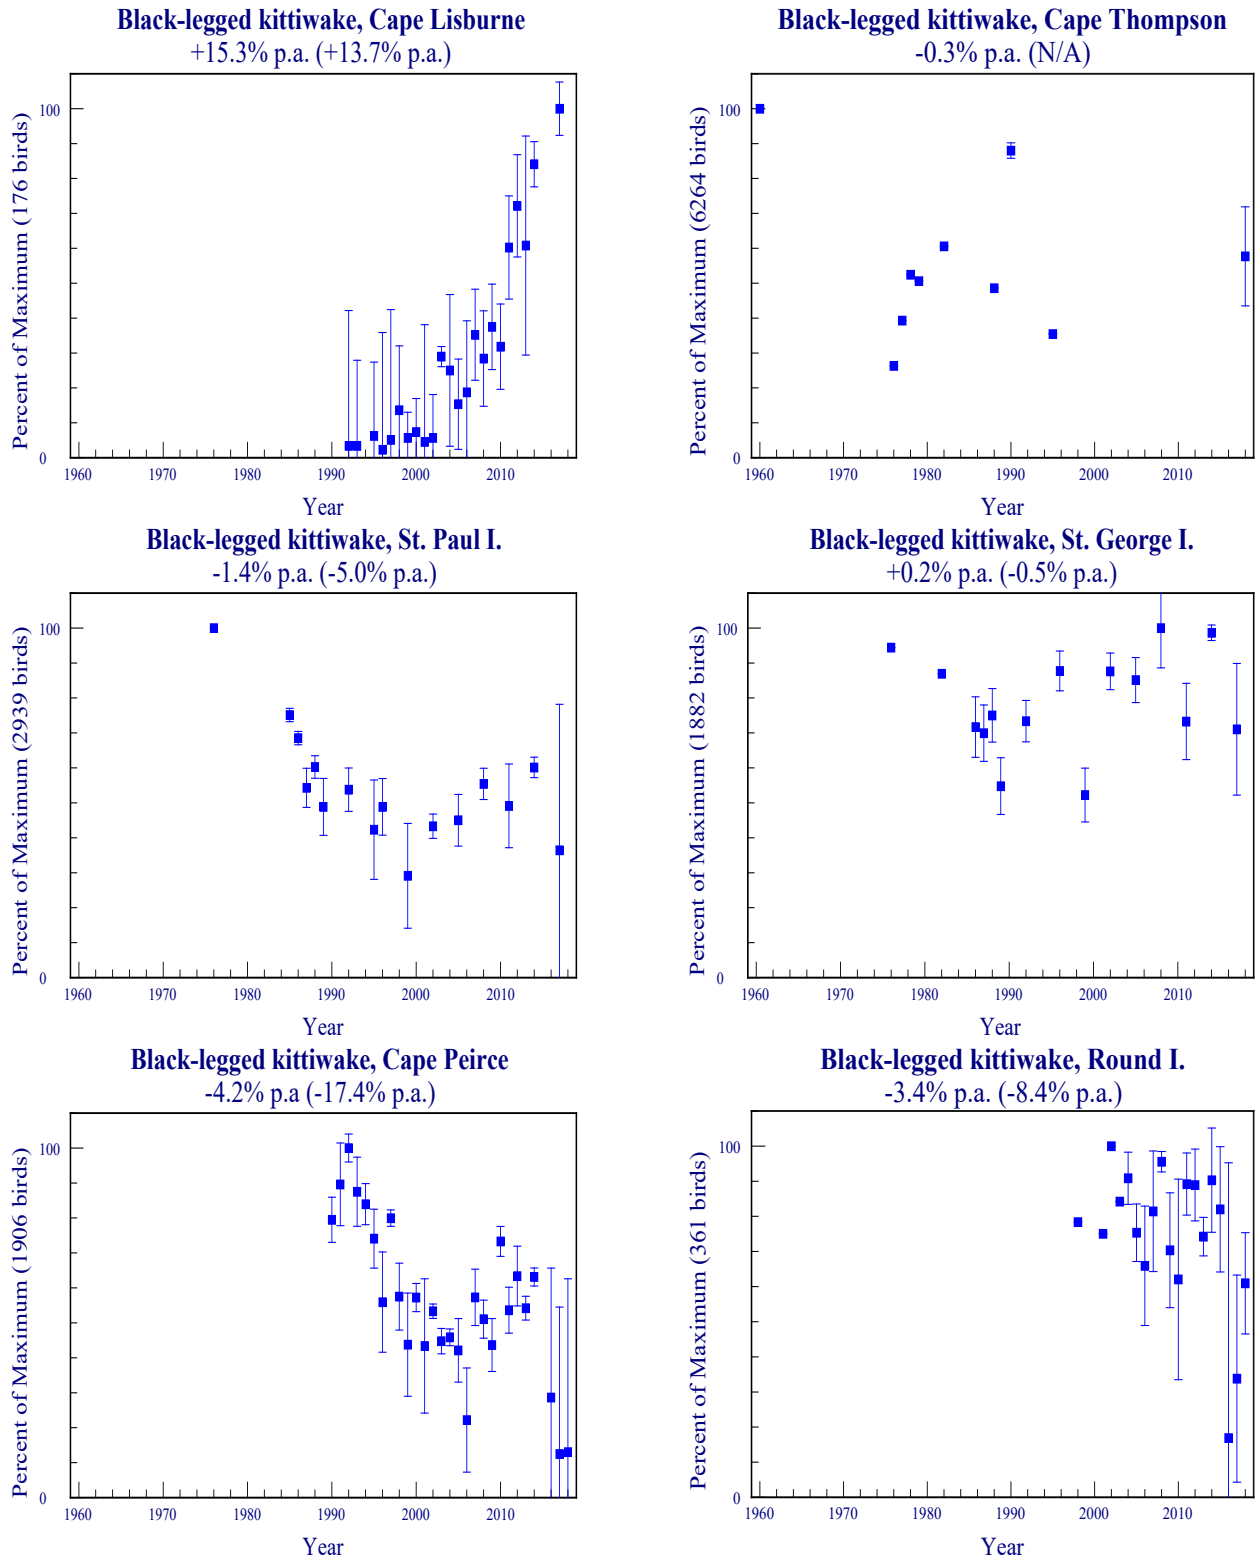 Black-legged kittiwake, Cape Lisburne
+15.3% p.a. (+13.7% p.a.)
Percent of Maximum (176 birds)
100
0
1960 1970 1980 1990 2000 2010
Year
Black-legged kittiwake, Cape Thompson
-0.3% p.a. (N/A)
Percent of Maximum (6264 birds)
100
0
1960 1970 1980 1990 2000 2010
Year
Black-legged kittiwake, St. Paul I.
-1.4% p.a. (-5.0% p.a.)
Percent of Maximum (2939 birds)
100
0
1960 1970 1980 1990 2000 2010
Year
Black-legged kittiwake, St. George I.
+0.2% p.a. (-0.5% p.a.)
Percent of Maximum (1882 birds)
100
0
1960 1970 1980 1990 2000 2010
Year
Black-legged kittiwake, Cape Peirce
-4.2% p.a (-17.4% p.a.)
Percent of Maximum (1906 birds)
100
0
1960 1970 1980 1990 2000 2010
Year
Black-legged kittiwake, Round I.
-3.4% p.a. (-8.4% p.a.)
Percent of Maximum (361 birds)
100
0
1960 1970 1980 1990 2000 2010
Year